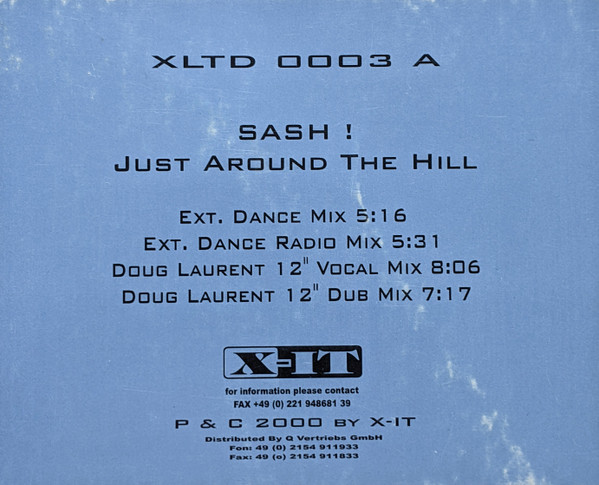 XLTD 0003 A
SASH !
Just Around The Hill
Ext. Dance Mix 5:16
Ext. Dance Radio Mix 5:31
Doug Laurent 12" Vocal Mix 8:06
Doug Laurent 12" Dub Mix 7:17
X-IT
for information please contact
FAX +49 (0) 221 948681 39
P & C 2000 by X-IT
Distributed By Q Vertriebs GmbH
Fon: 49 (0) 2154 911933
Fax: 49 (o) 2154 911833